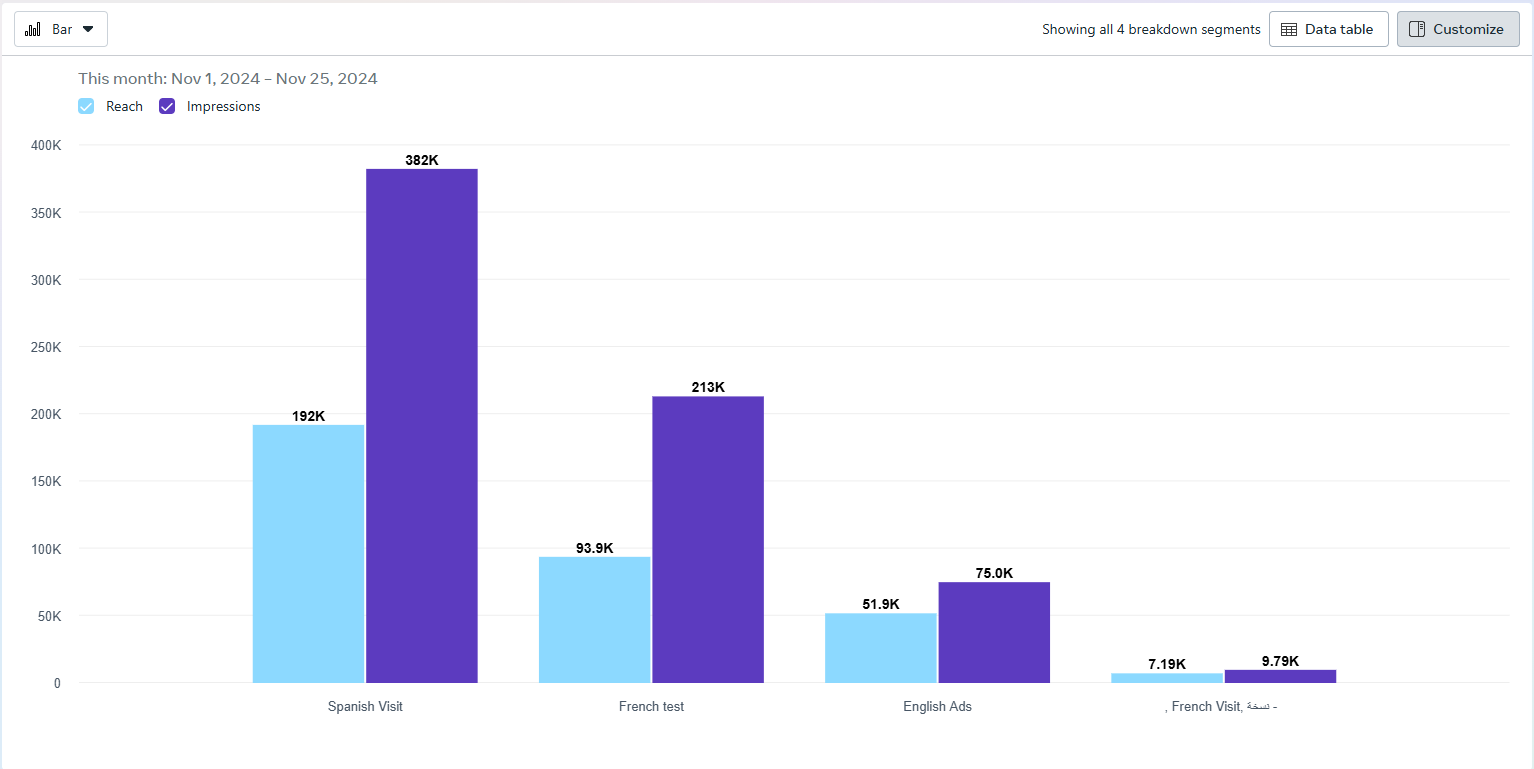 Bar
Showing all 4 breakdown segments
Data table
Customize
This month: Nov 1, 2024 – Nov 25, 2024
Reach
Impressions
400K
350K
300K
250K
200K
150K
100K
50K
0
192K
382K
93.9K
213K
51.9K
75.0K
7.19K
9.79K
Spanish Visit
French test
English Ads
, French Visit, نسخة -